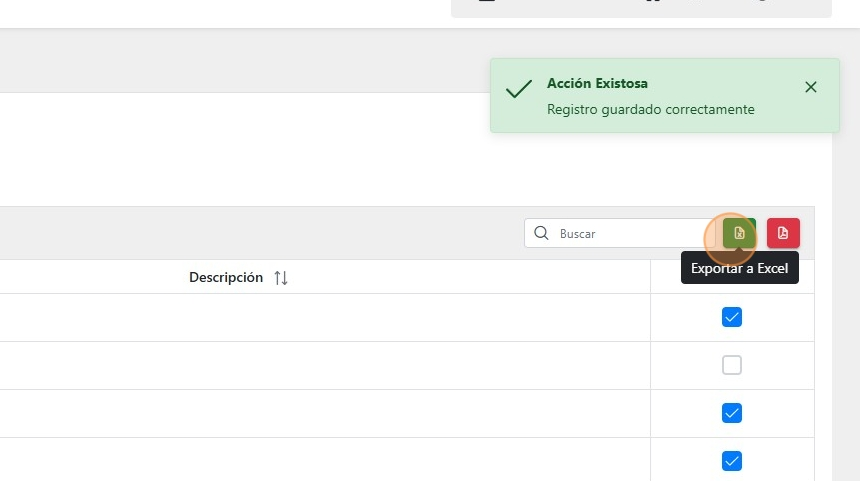 Acción Existosa
Registro guardado correctamente
Buscar
Exportar a Excel
Descripción